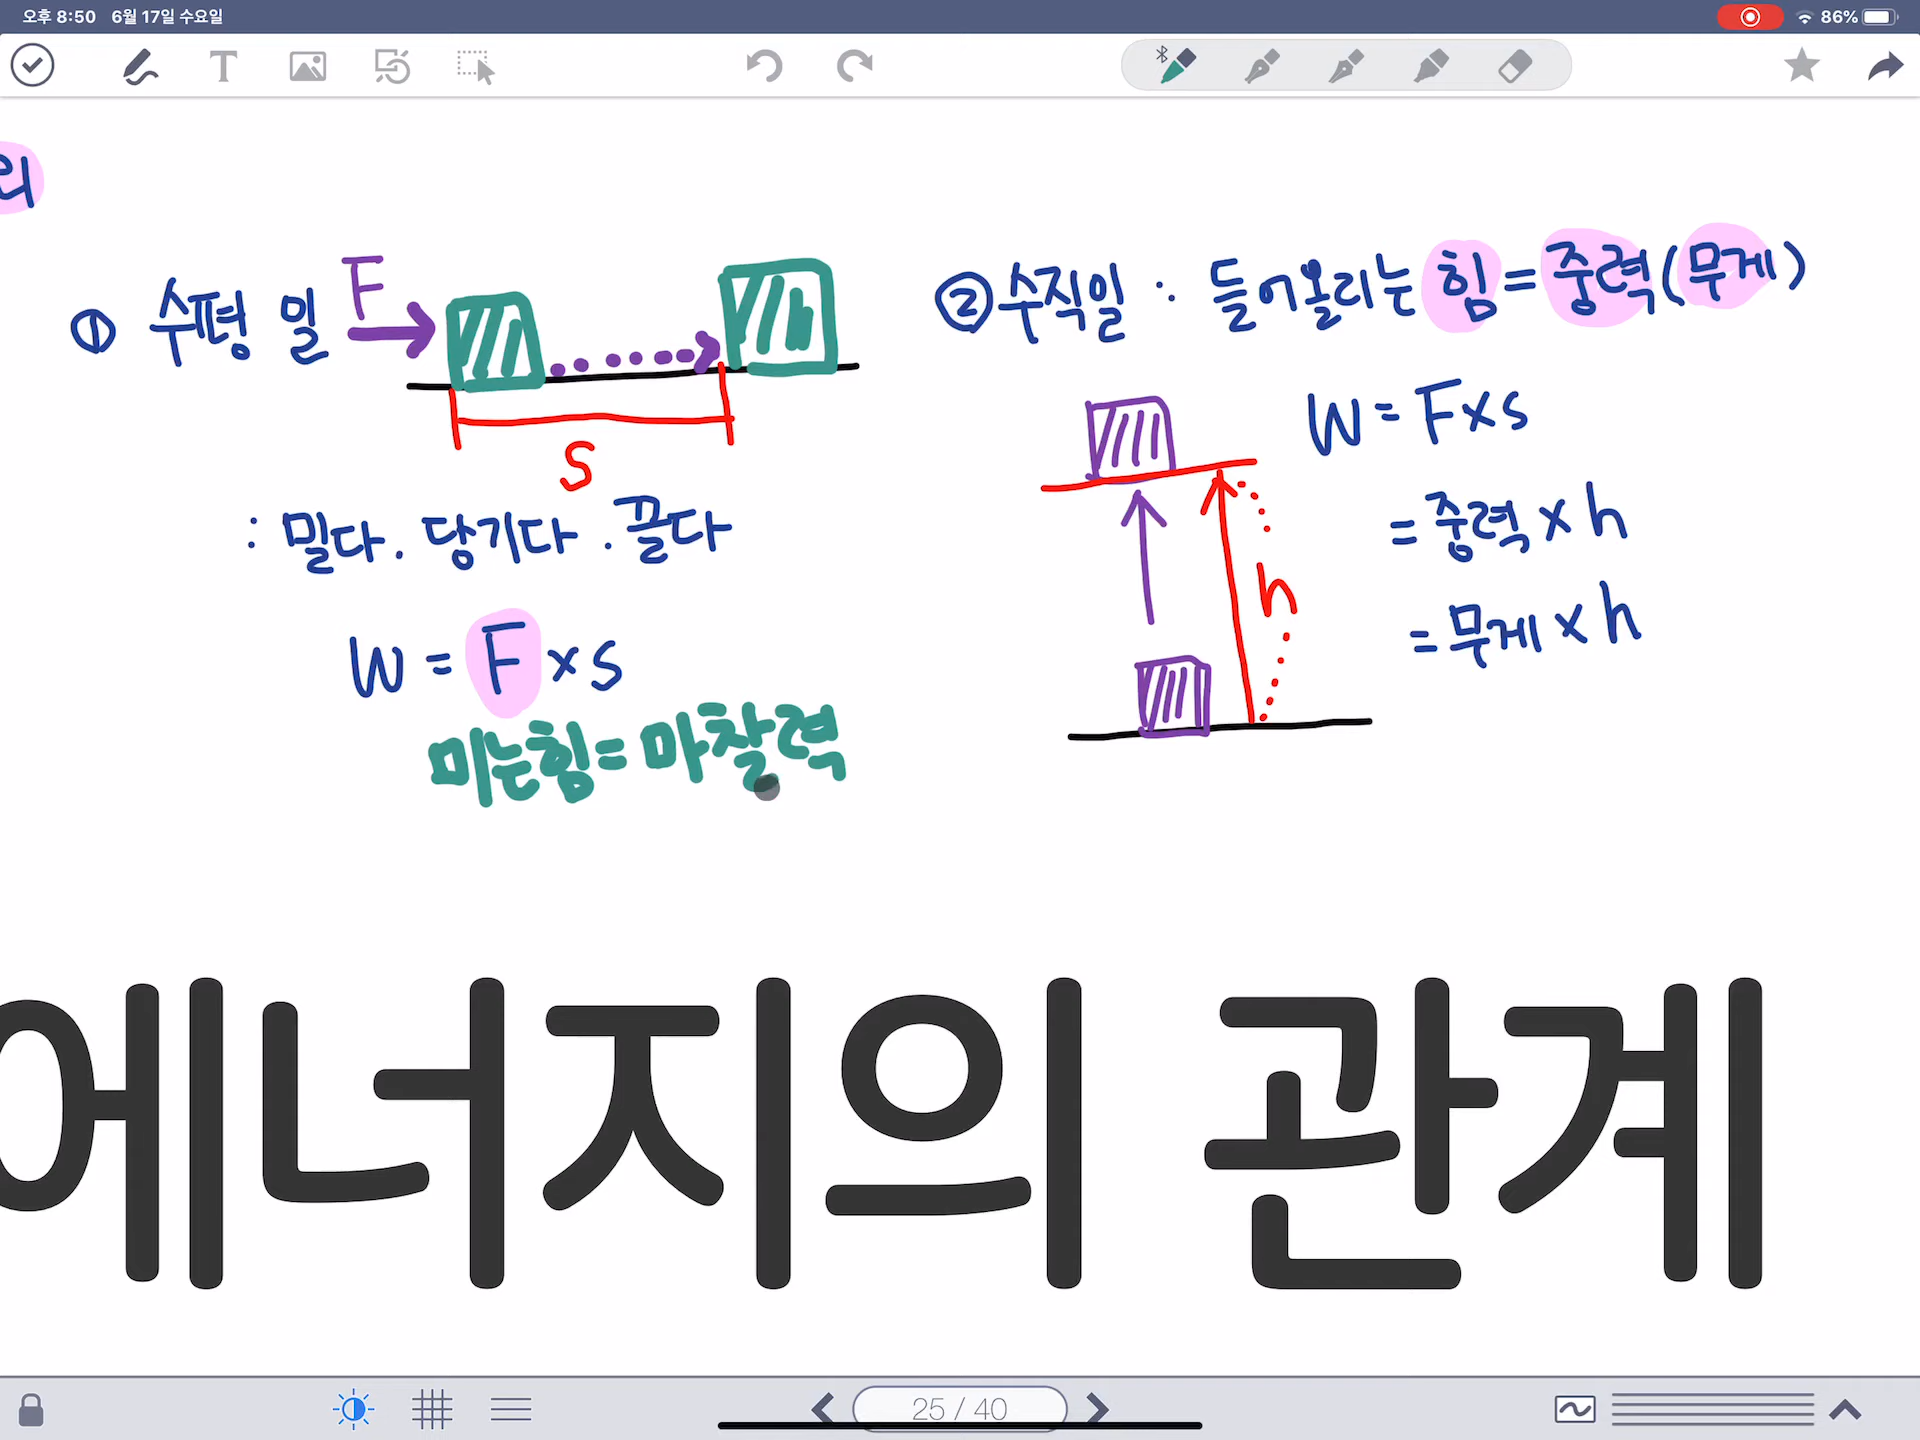 오후 8:50 6월 17일 수요일
86%
① 수평 일
F
S
: 밀다. 당기다. 끌다
W = F × s
미는힘=마찰력
② 수직일 : 들어올리는 힘=중력(무게)
W = F×s
= 중력 × h
= 무게 × h
h
에너지의 관계
25 / 40